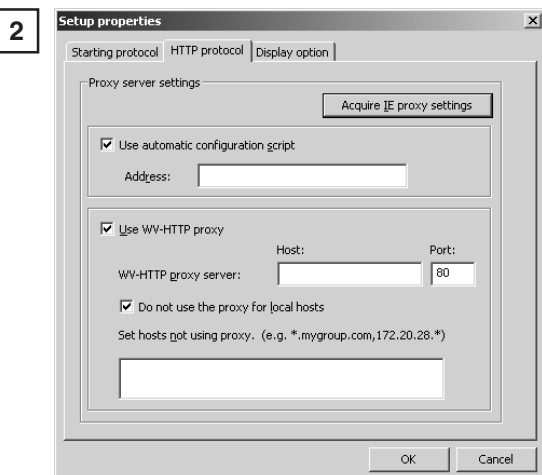 2
Setup properties
Starting protocol HTTP protocol Display option
Proxy server settings
Acquire IE proxy settings
Use automatic configuration script
Address:
Use WV-HTTP proxy
Host: Port:
WV-HTTP proxy server: 80
Do not use the proxy for local hosts
Set hosts not using proxy. (e.g. *.mygroup.com,172.20.28.*)
OK Cancel